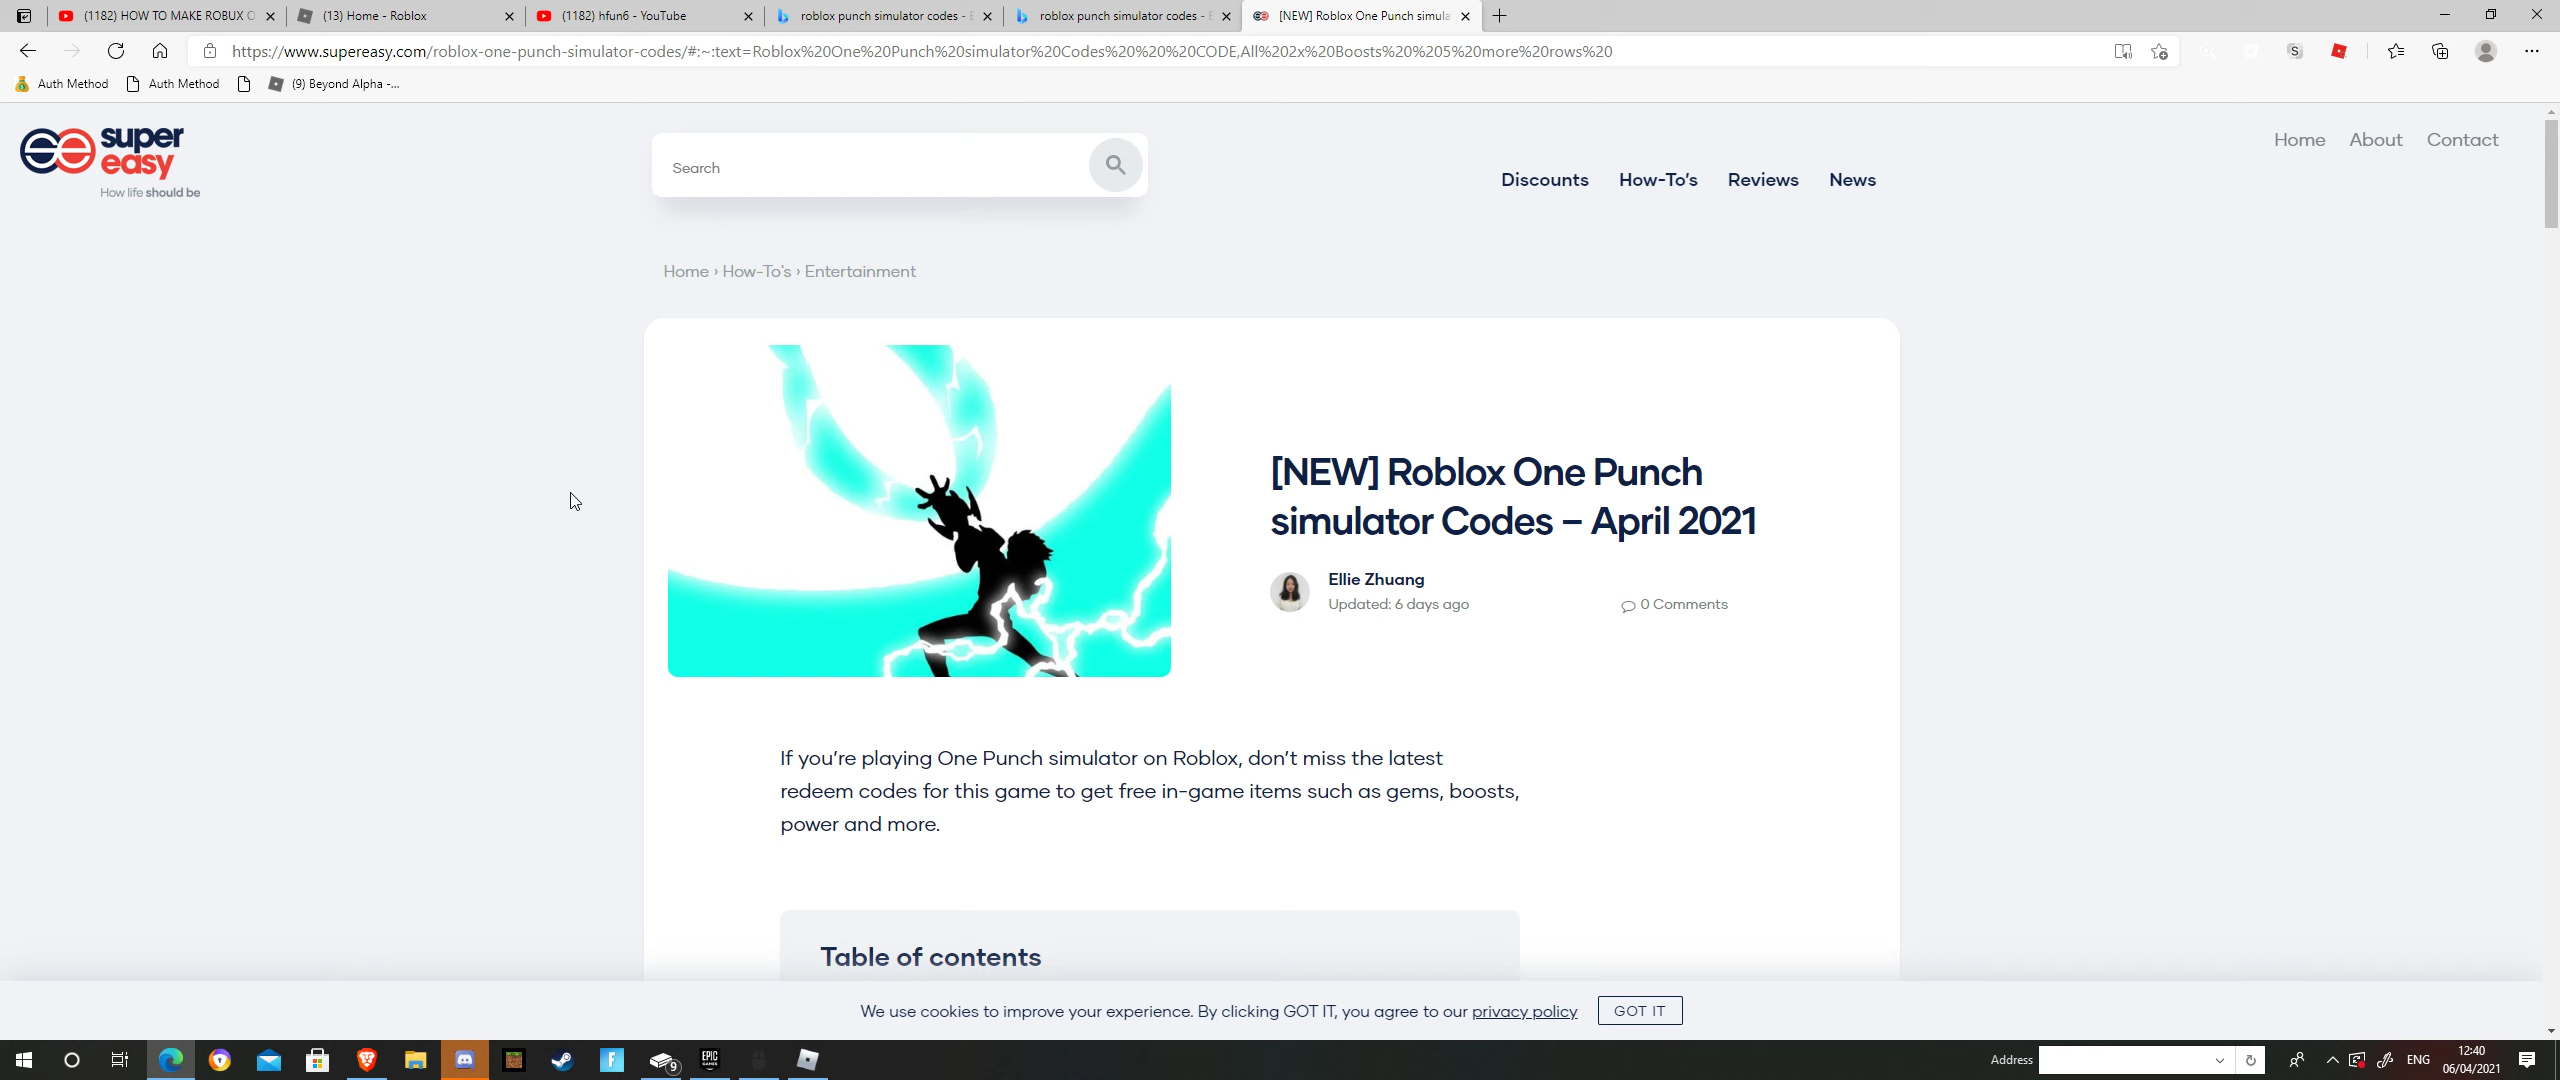 (1182) HOW TO MAKE ROBUX O
(13) Home - Roblox
(1182) hfun6 - YouTube
roblox punch simulator codes - B
roblox punch simulator codes - B
[NEW] Roblox One Punch simula
https://www.supereasy.com/roblox-one-punch-simulator-codes/#:~:text=Roblox%20One%20Punch%20simulator%20Codes%20%20%20CODE,All%202x%20Boosts%20%205%20more%20rows%20
S
Auth Method
Auth Method
(9) Beyond Alpha -...
super
easy
How life should be
Search
Discounts
How-To's
Reviews
News
Home
About
Contact
Home › How-To's › Entertainment
[NEW] Roblox One Punch
simulator Codes – April 2021
Ellie Zhuang
Updated: 6 days ago
0 Comments
If you're playing One Punch simulator on Roblox, don't miss the latest
redeem codes for this game to get free in-game items such as gems, boosts,
power and more.
Table of contents
We use cookies to improve your experience. By clicking GOT IT, you agree to our privacy policy
GOT IT
F
9
EPIC
GAMES
Address
ENG
12:40
06/04/2021